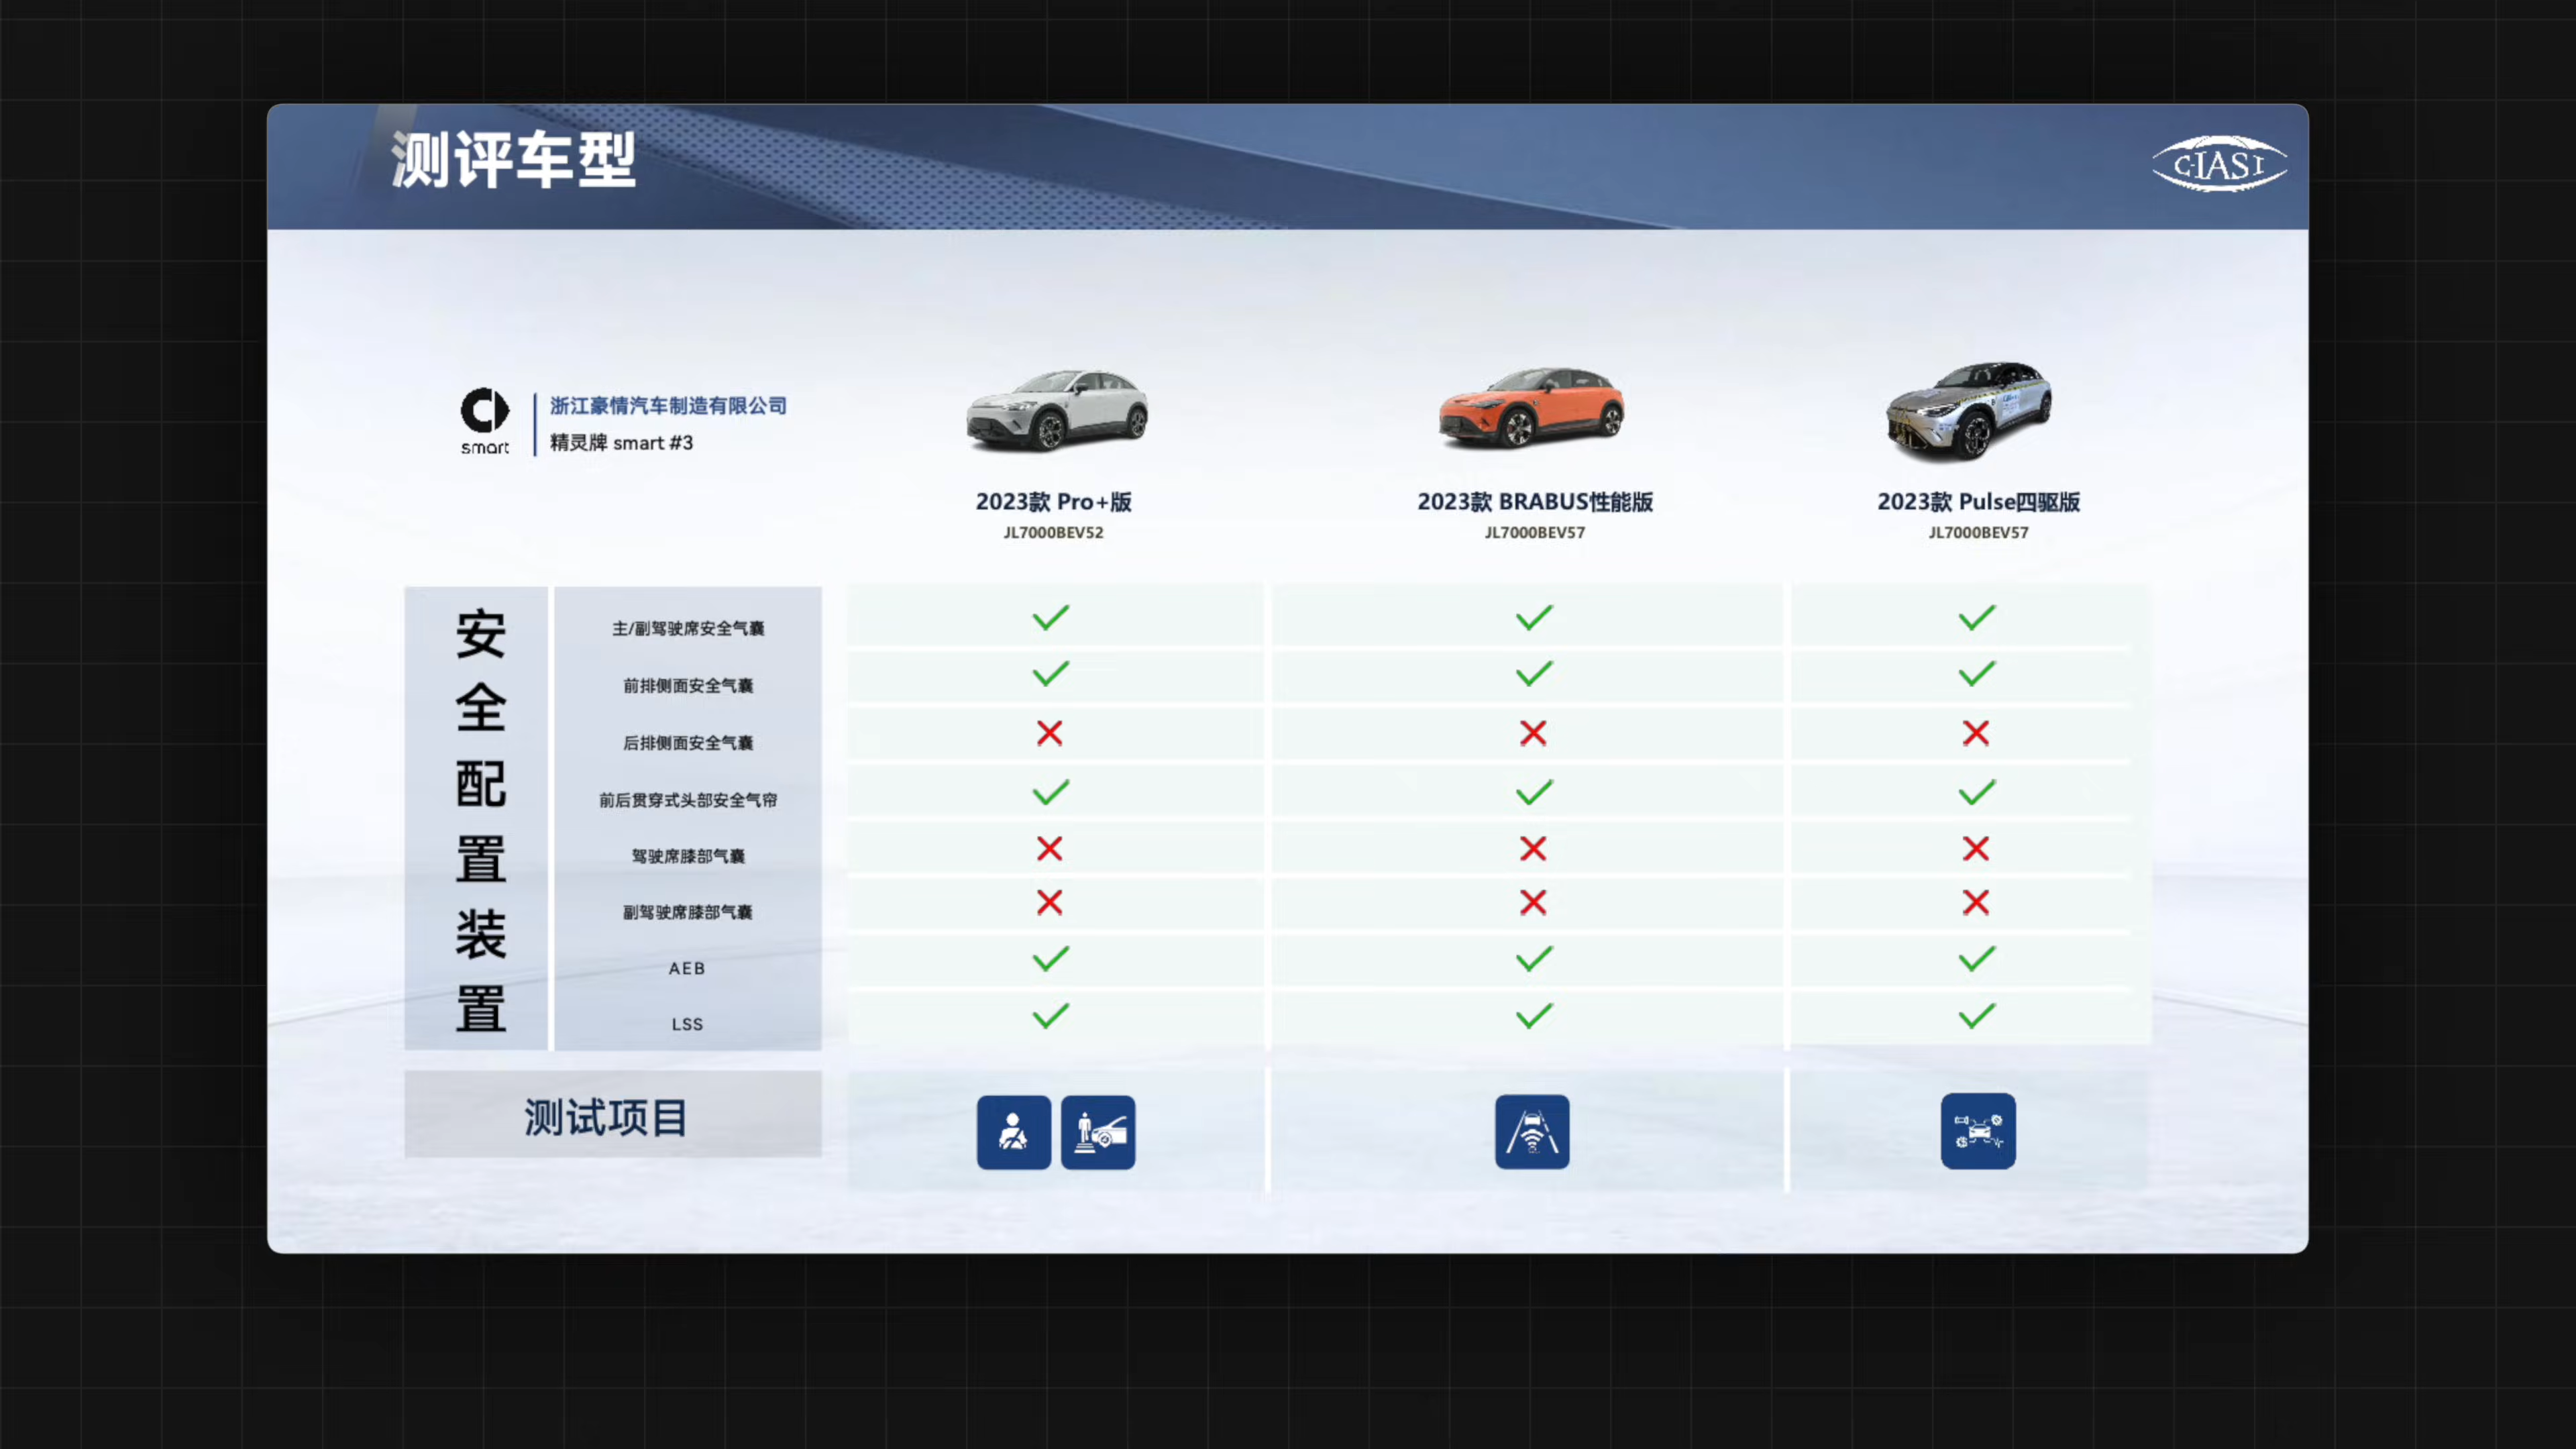 测评车型
C-IASI
smart
浙江豪情汽车制造有限公司
精灵牌 smart #3
2023款 Pro+版
JL7000BEV52
2023款 BRABUS性能版
JL7000BEV57
2023款 Pulse四驱版
JL7000BEV57
安全配置装置
主/副驾驶席安全气囊
前排侧面安全气囊
后排侧面安全气囊
前后贯穿式头部安全气帘
驾驶席膝部气囊
副驾驶席膝部气囊
AEB
LSS
测试项目